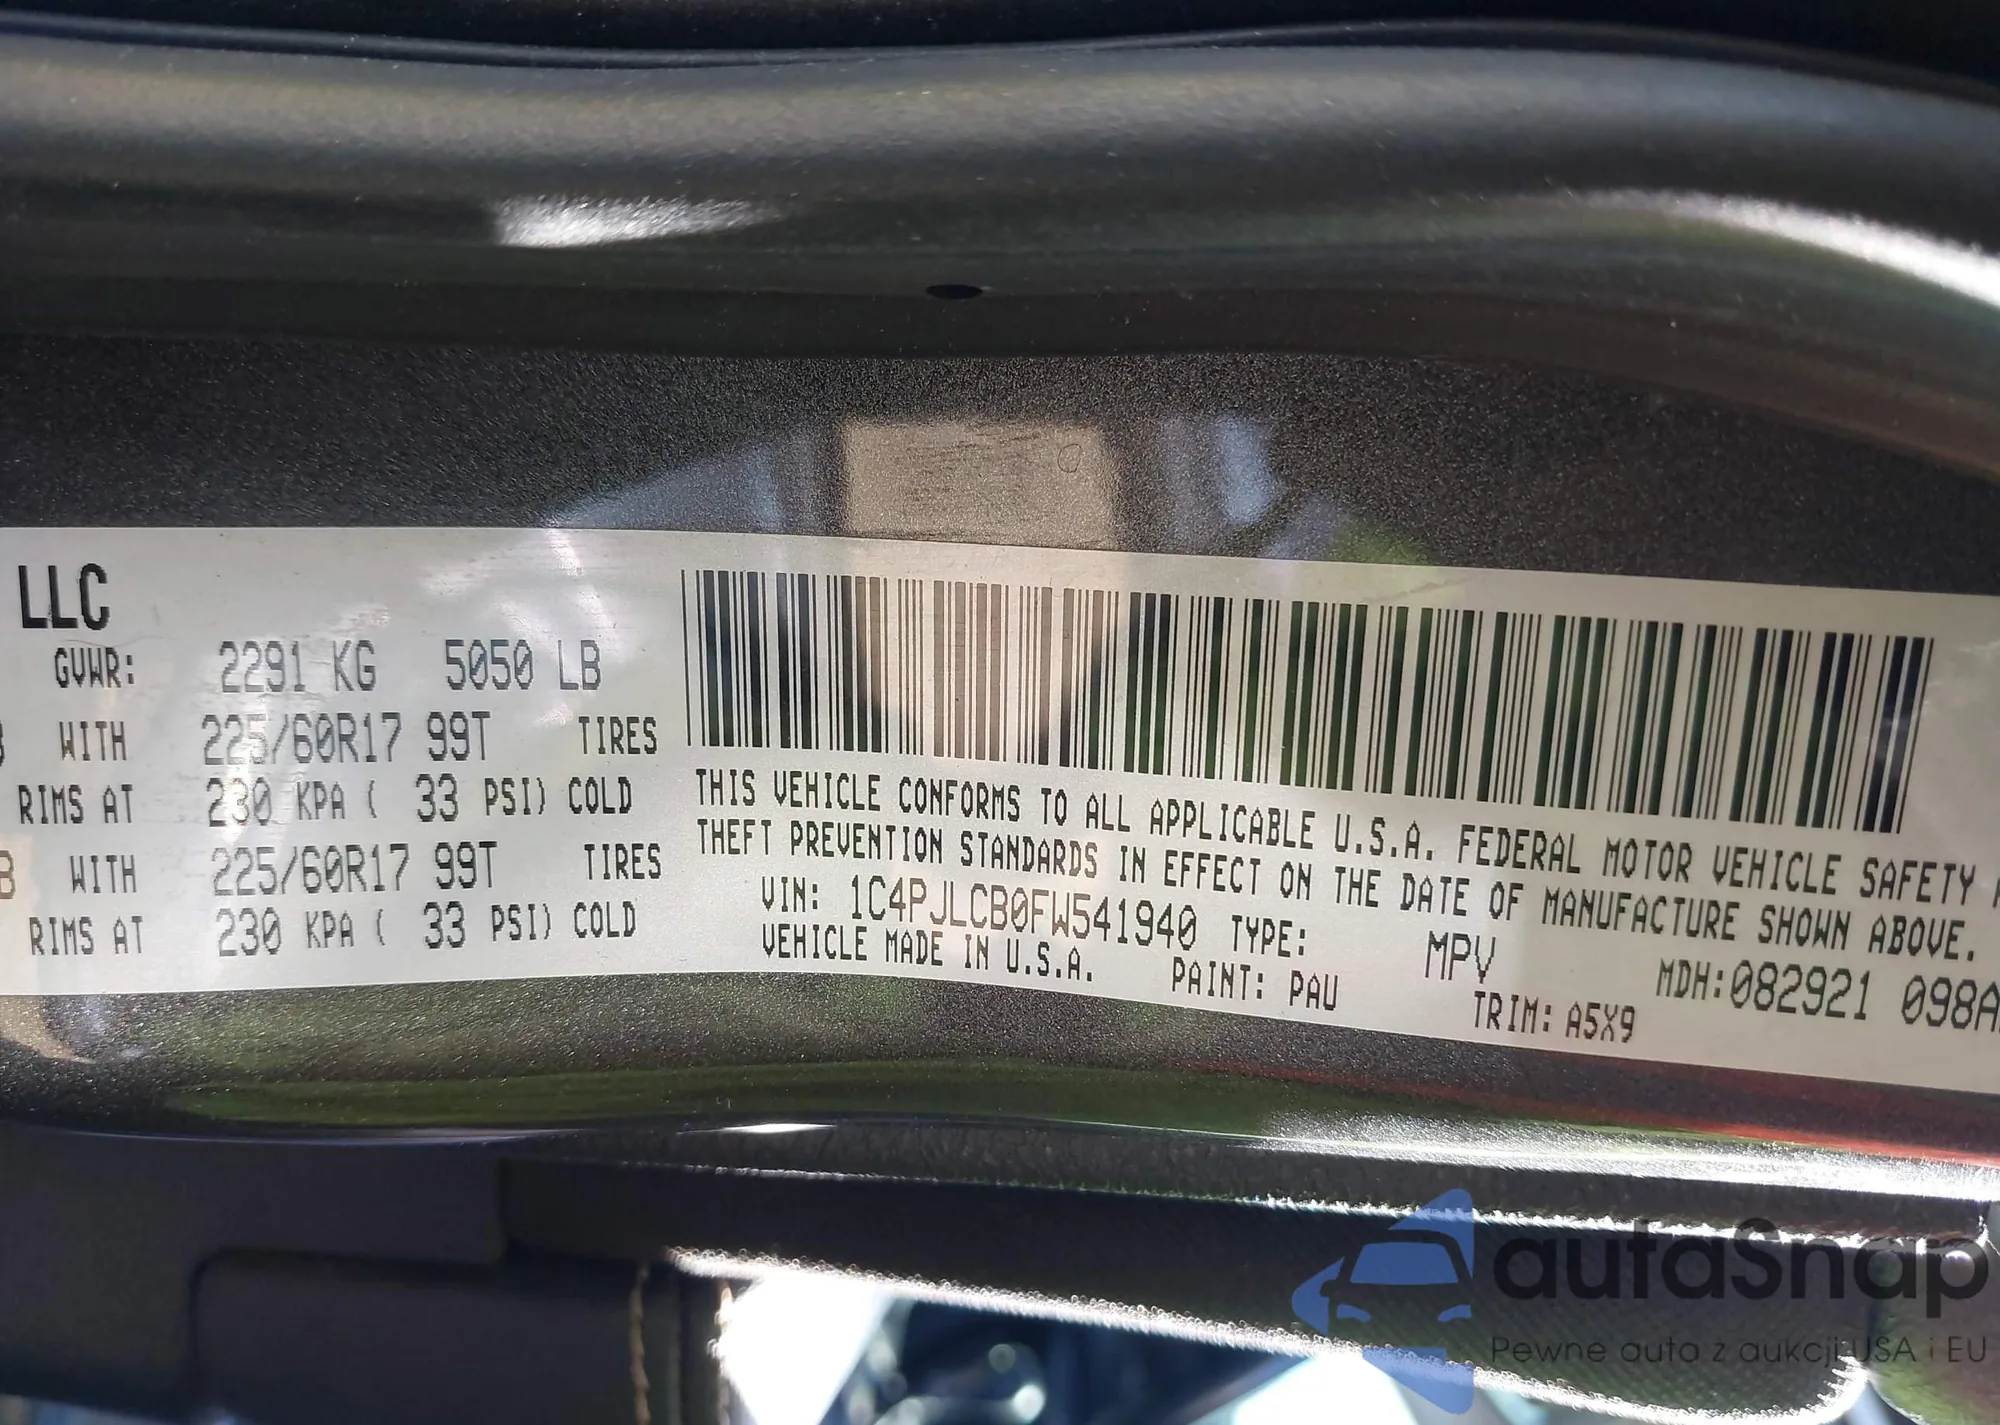 LLC
GVWR: 2291 KG 5050 LB
WITH 225/60R17 99T TIRES
RIMS AT 230 KPA ( 33 PSI) COLD
WITH 225/60R17 99T TIRES
RIMS AT 230 KPA ( 33 PSI) COLD
THIS VEHICLE CONFORMS TO ALL APPLICABLE U.S.A. FEDERAL MOTOR VEHICLE SAFETY
THEFT PREVENTION STANDARDS IN EFFECT ON THE DATE OF MANUFACTURE SHOWN ABOVE.
VIN: 1C4PJLCB0FW541940 TYPE: MPV MDH:082921 098A
VEHICLE MADE IN U.S.A. PAINT: PAU TRIM: A5X9
autaSnap
Pewne auto z aukcji USA i EU